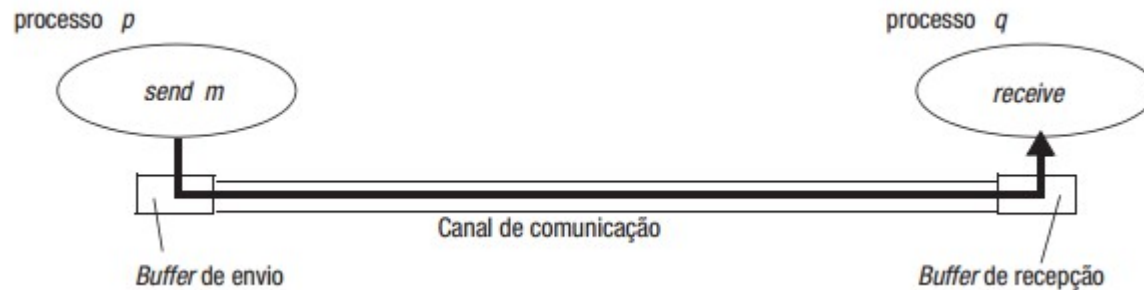 processo p
processo q
send m
receive
Canal de comunicação
Buffer de envio
Buffer de recepção